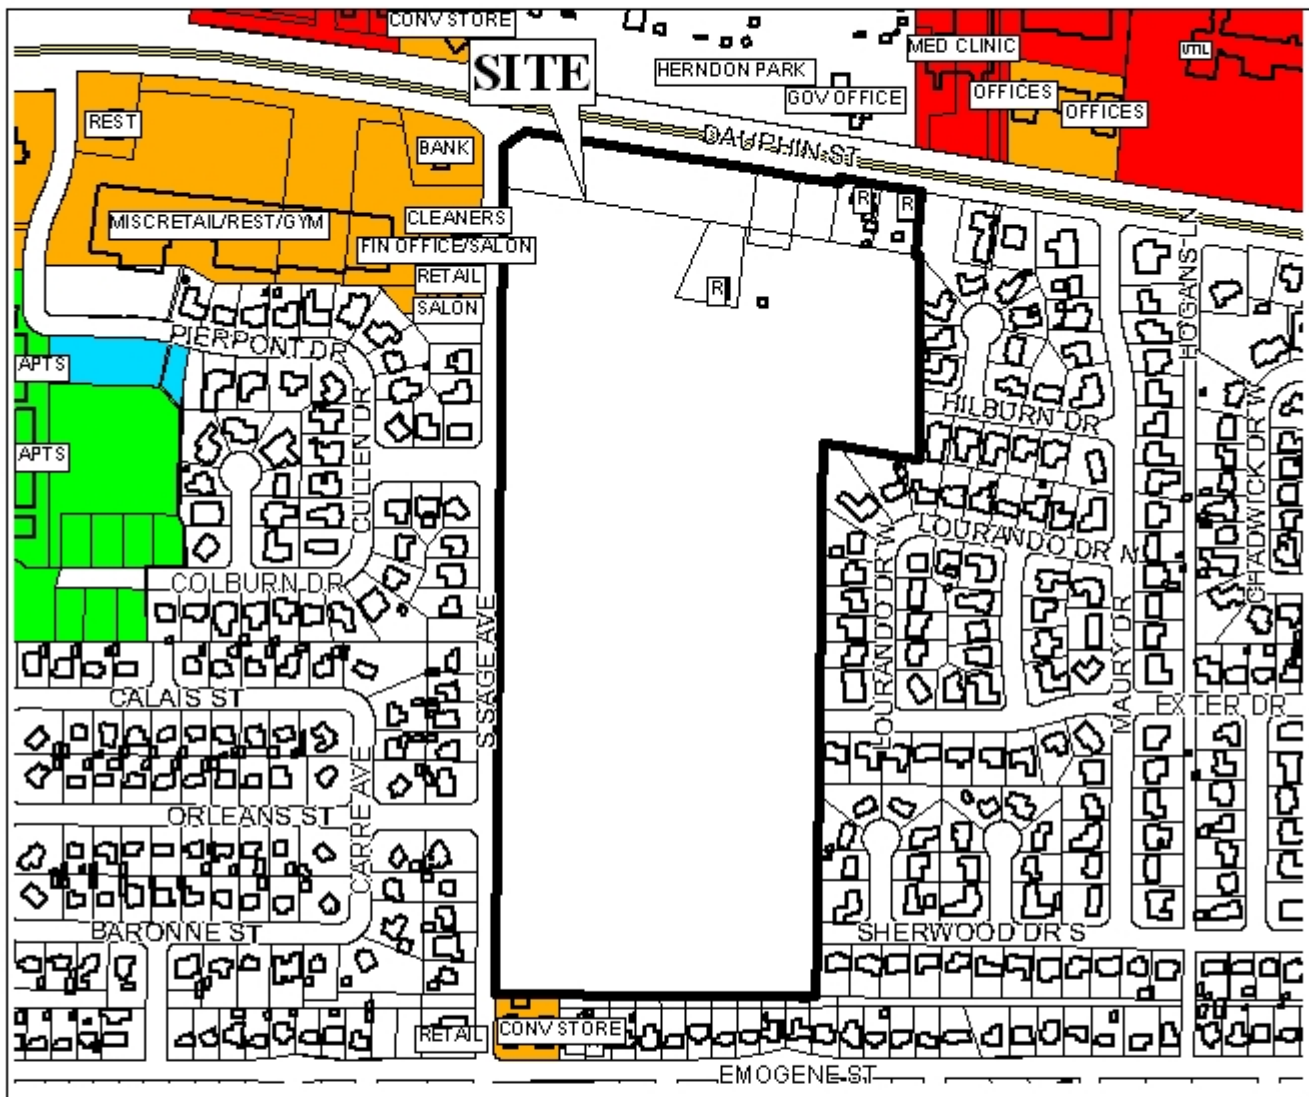 CONV STORE
SITE
HERNDON PARK
MED CLINIC
UTIL
GOV OFFICE
OFFICES
OFFICES
REST
BANK
DAUPHIN ST
MISC RETAIL/REST/GYM
CLEANERS
FIN OFFICE/SALON
RETAIL
SALON
R
R
R
HOGANS LN
PIERPONT DR
APTS
APTS
CULLEN DR
HILBURN DR
CHADWICK DR W
LOURANDO DR N
LOURANDO DR W
COLBURN DR
S SAGE AVE
MAURY DR
CALAIS ST
EXTER DR
CARRE AVE
ORLEANS ST
BARONNE ST
SHERWOOD DR S
RETAIL
CONV STORE
EMOGENE ST